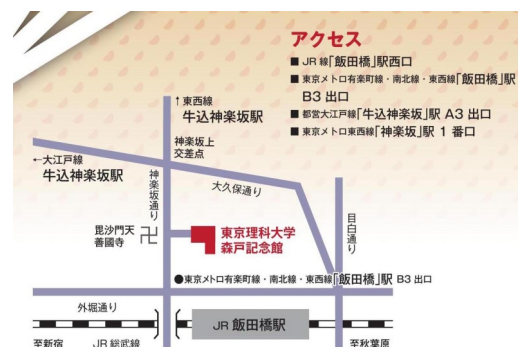 アクセス
■ JR 線「飯田橋」駅西口
■ 東京メトロ有楽町線・南北線・東西線「飯田橋」駅
B3 出口
■ 都営大江戸線「牛込神楽坂」駅 A3 出口
■ 東京メトロ東西線「神楽坂」駅 1 番口
↑東西線
牛込神楽坂駅
神楽坂上
交差点
←大江戸線
牛込神楽坂駅
大久保通り
神楽坂通り
目白通り
毘沙門天
善國寺
卍
東京理科大学
森戸記念館
●東京メトロ有楽町線・南北線・東西線「飯田橋」駅 B3 出口
外堀通り
JR 飯田橋駅
至新宿
JR 総武線
至秋葉原